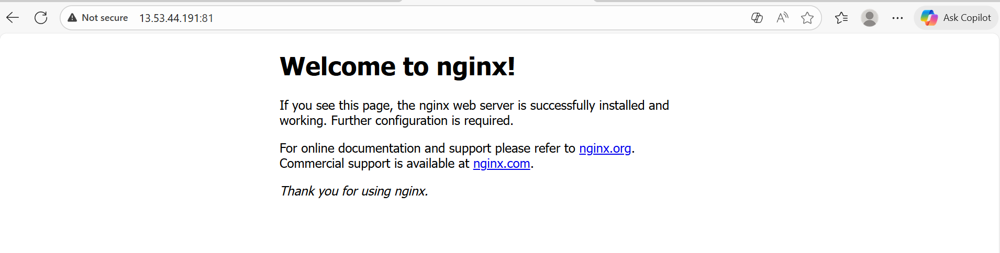 Not secure 13.53.44.191:81 Ask Copilot
Welcome to nginx!
If you see this page, the nginx web server is successfully installed and
working. Further configuration is required.
For online documentation and support please refer to nginx.org.
Commercial support is available at nginx.com.
Thank you for using nginx.